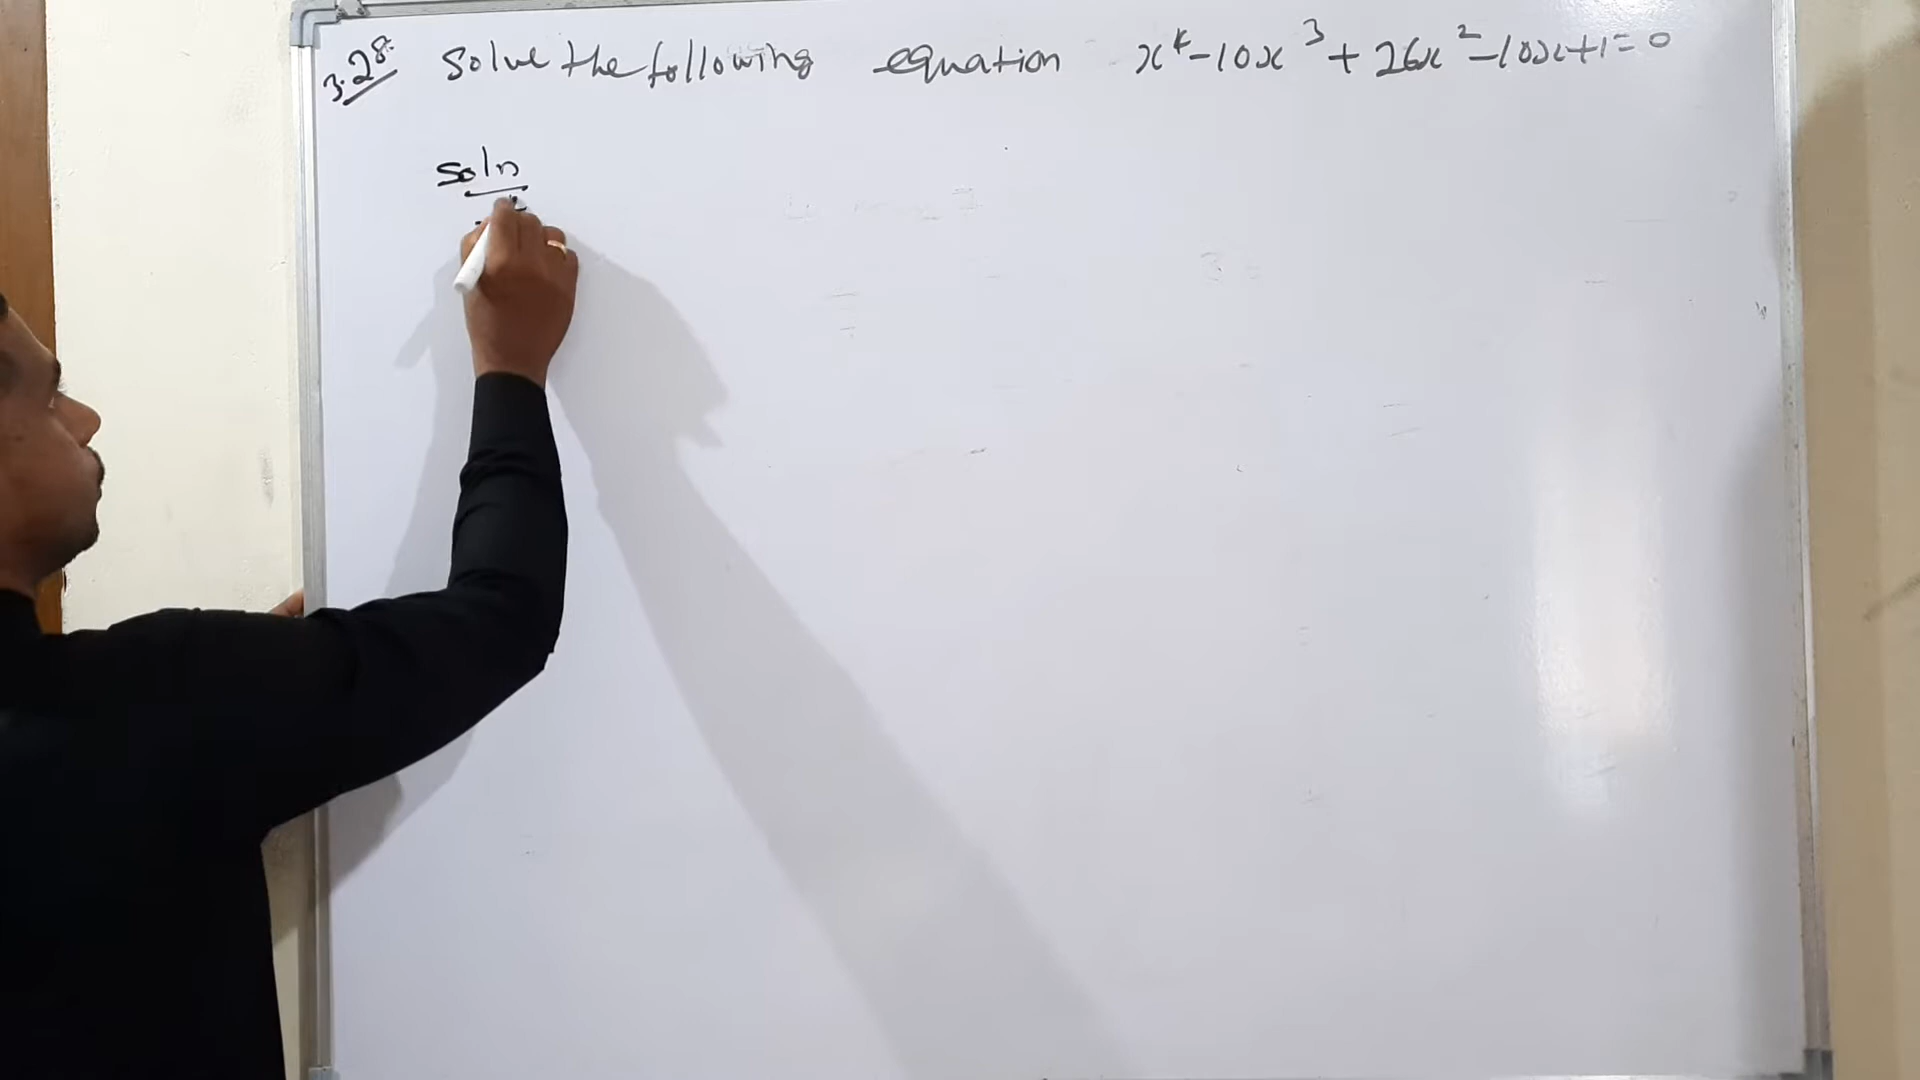 3.28. Solve the following equation x⁴-10x³+26x²-10x+1=0
Soln